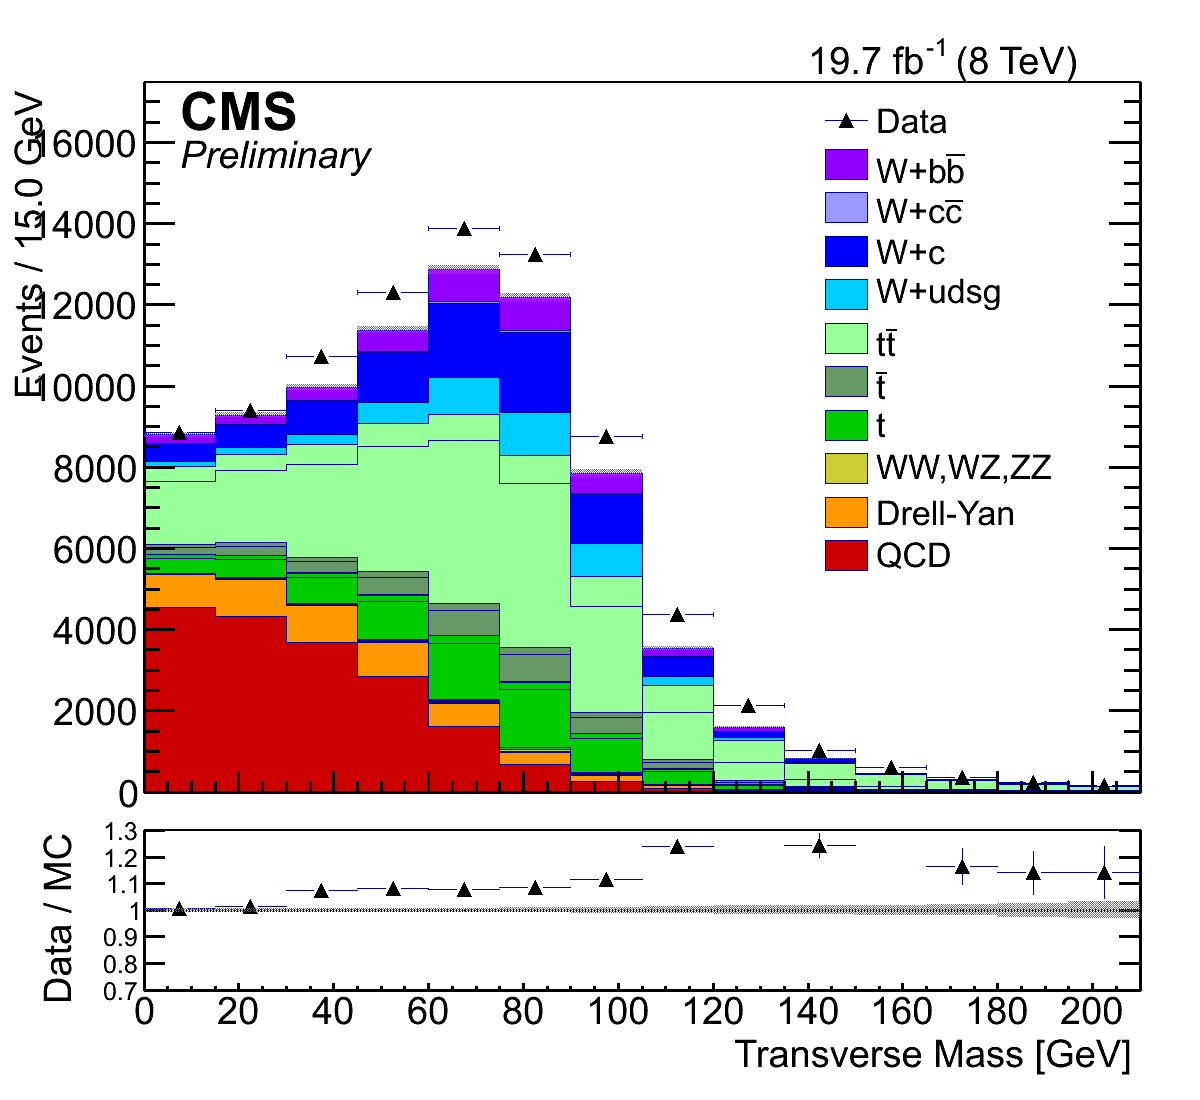 19.7 fb⁻¹ (8 TeV)
CMS
Preliminary
Events / 15.0 GeV
16000
14000
12000
10000
8000
6000
4000
2000
0
Data
W+bb̅
W+cc̅
W+c
W+udsg
tt̅
t̅
t
WW,WZ,ZZ
Drell-Yan
QCD
Data / MC
1.3
1.2
1.1
1
0.9
0.8
0.7
0 20 40 60 80 100 120 140 160 180 200
Transverse Mass [GeV]